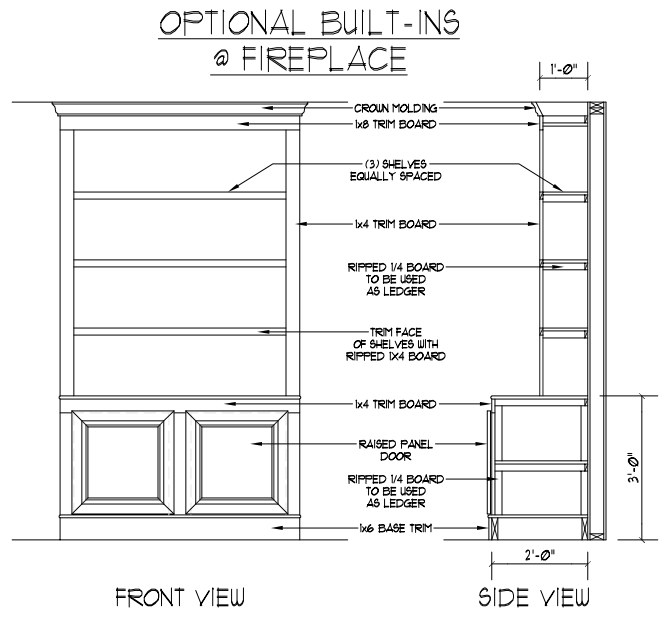 OPTIONAL BUILT-INS
@ FIREPLACE
1'-0"
CROWN MOLDING
1x8 TRIM BOARD
(3) SHELVES
EQUALLY SPACED
1x4 TRIM BOARD
RIPPED 1/4 BOARD
TO BE USED
AS LEDGER
TRIM FACE
OF SHELVES WITH
RIPPED 1X4 BOARD
1x4 TRIM BOARD
RAISED PANEL
DOOR
3'-0"
RIPPED 1/4 BOARD
TO BE USED
AS LEDGER
1x6 BASE TRIM
2'-0"
FRONT VIEW
SIDE VIEW